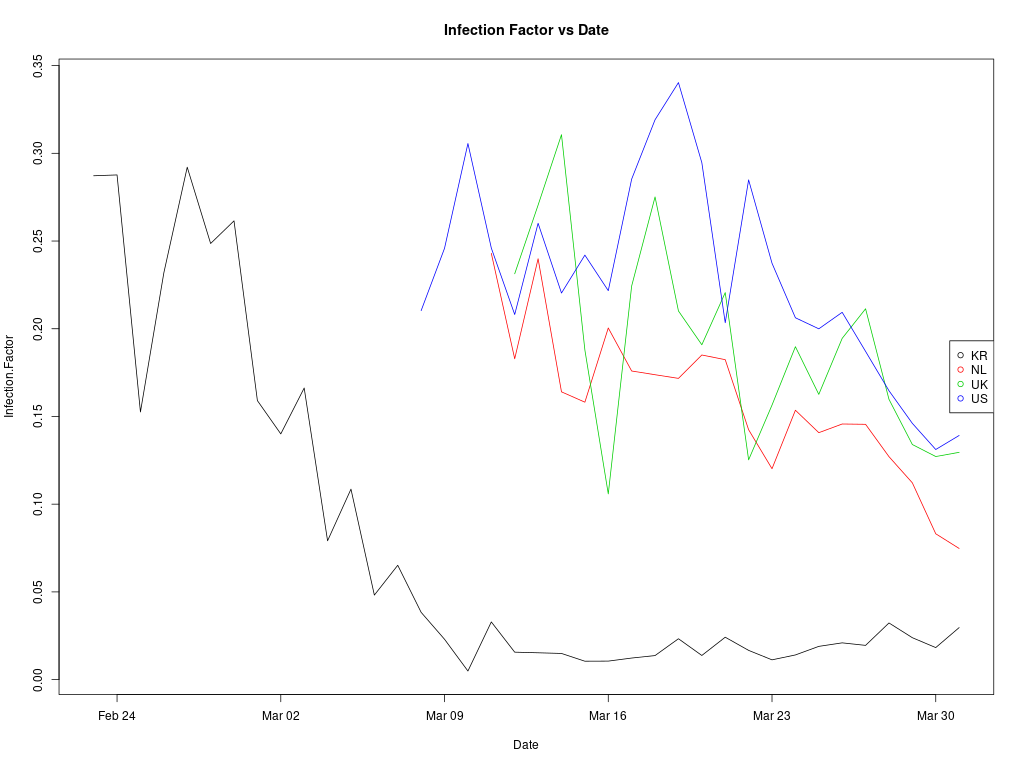 Infection Factor vs Date
Infection.Factor
0.35
0.30
0.25
0.20
0.15
0.10
0.05
0.00
KR
NL
UK
US
Feb 24
Mar 02
Mar 09
Mar 16
Mar 23
Mar 30
Date